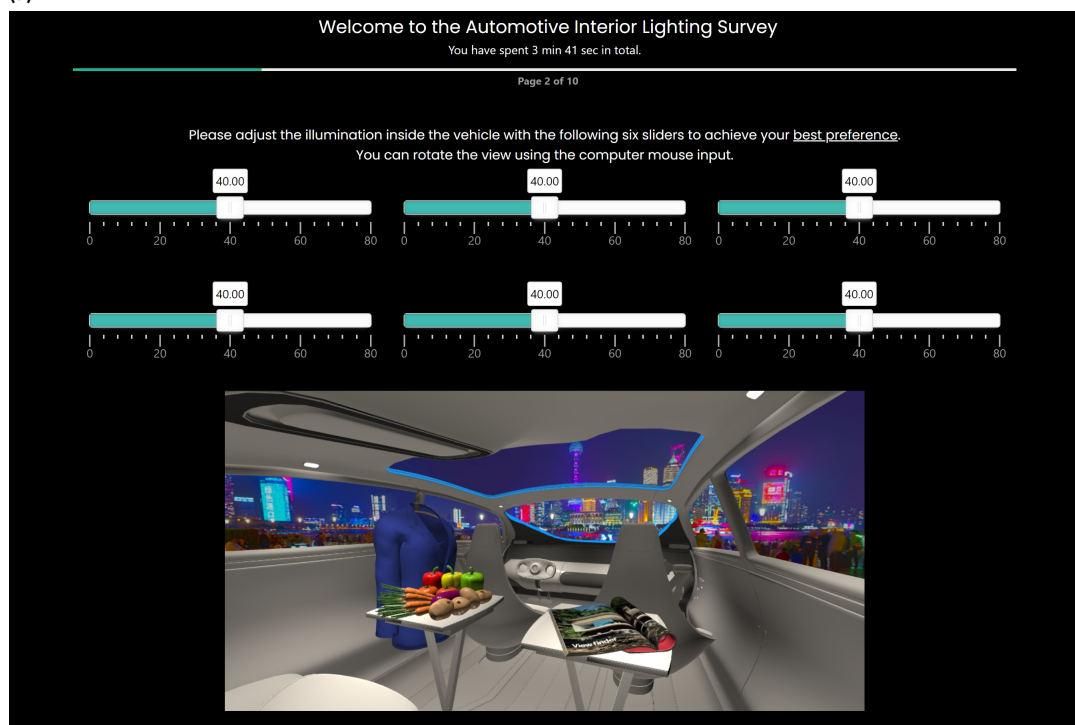 Welcome to the Automotive Interior Lighting Survey
You have spent 3 min 41 sec in total.
Page 2 of 10
Please adjust the illumination inside the vehicle with the following six sliders to achieve your best preference.
You can rotate the view using the computer mouse input.
40.00 40.00 40.00
0 20 40 60 80 0 20 40 60 80 0 20 40 60 80
40.00 40.00 40.00
0 20 40 60 80 0 20 40 60 80 0 20 40 60 80
Viewfinder